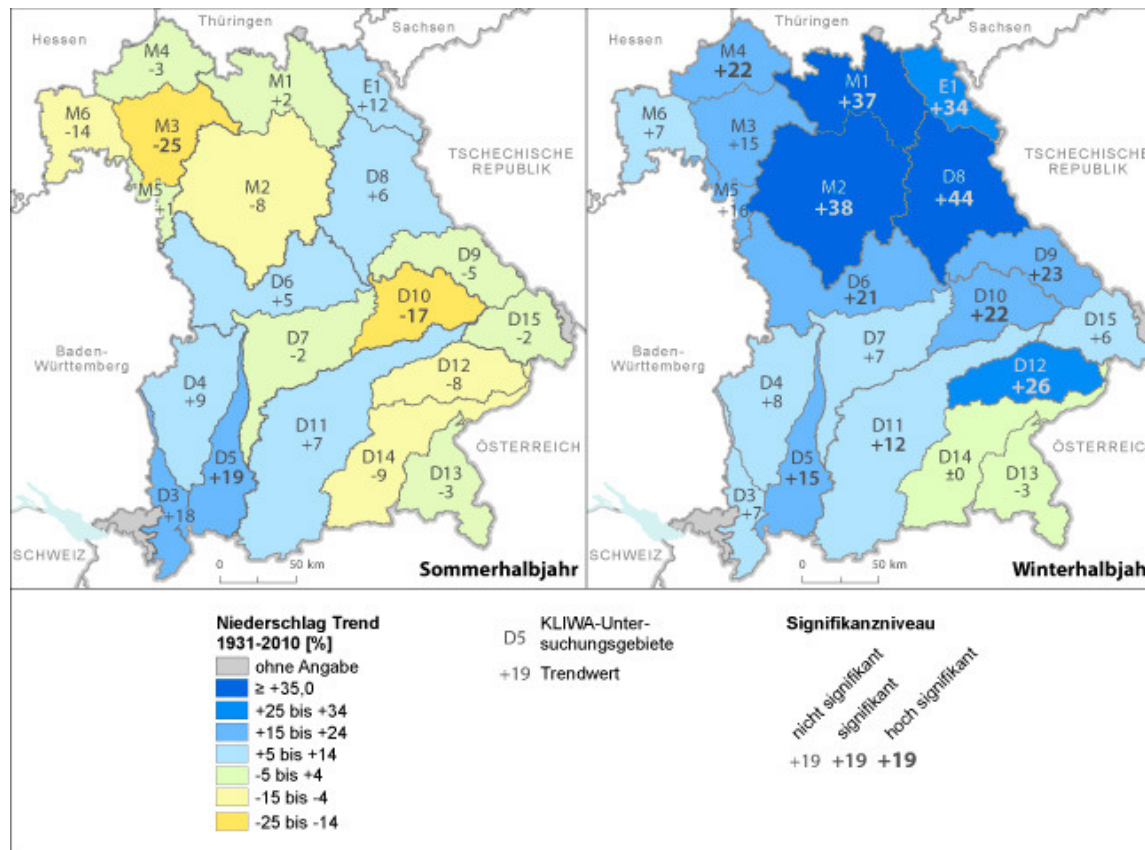 Thüringen
Hessen
Sachsen
M4
-3
M1
+2
E1
+12
M6
-14
M3
-25
TSCHECHISCHE
REPUBLIK
M5
+1
M2
-8
D8
+6
D9
-5
D6
+5
D10
-17
D15
-2
D7
-2
Baden-
Württemberg
D4
+9
D12
-8
D11
+7
D5
+19
ÖSTERREICH
D14
-9
D13
-3
D3
+18
SCHWEIZ
0 50 km
Sommerhalbjahr
Thüringen
Hessen
Sachsen
M4
+22
M1
+37
E1
+34
M6
+7
M3
+15
TSCHECHISCHE
REPUBLIK
M5
+16
M2
+38
D8
+44
D9
+23
D6
+21
D10
+22
D15
+6
D7
+7
Baden-
Württemberg
D4
+8
D12
+26
D11
+12
D5
+15
ÖSTERREICH
D14
±0
D13
-3
D3
+7
SCHWEIZ
0 50 km
Winterhalbjah
Niederschlag Trend
1931-2010 [%]
ohne Angabe
≥ +35,0
+25 bis +34
+15 bis +24
+5 bis +14
-5 bis +4
-15 bis -4
-25 bis -14
D5 KLIWA-Unter-
suchungsgebiete
+19 Trendwert
Signifikanzniveau
nicht signifikant
signifikant
hoch signifikant
+19 +19 +19